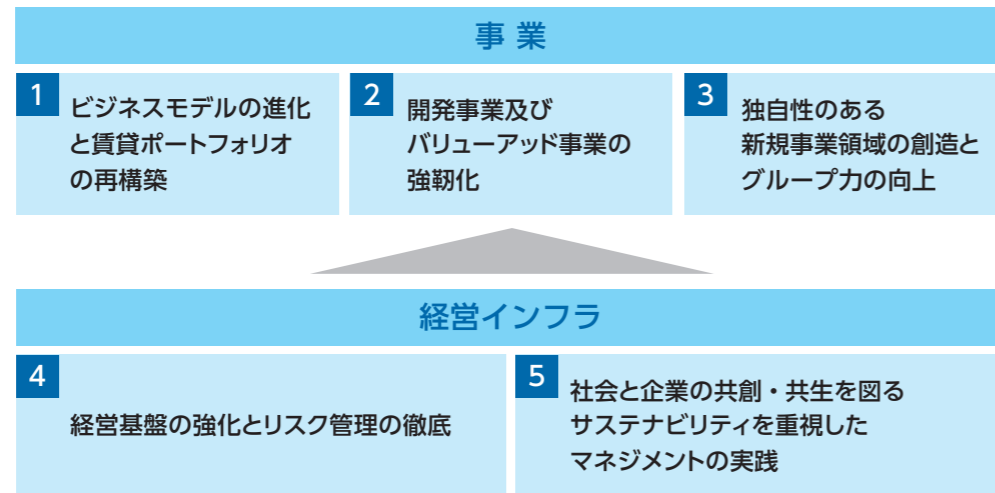 事 業
1
ビジネスモデルの進化
と賃貸ポートフォリオ
の再構築
2
開発事業及び
バリューアッド事業の
強靭化
3
独自性のある
新規事業領域の創造と
グループ力の向上
経営インフラ
4
経営基盤の強化とリスク管理の徹底
5
社会と企業の共創・共生を図る
サステナビリティを重視した
マネジメントの実践